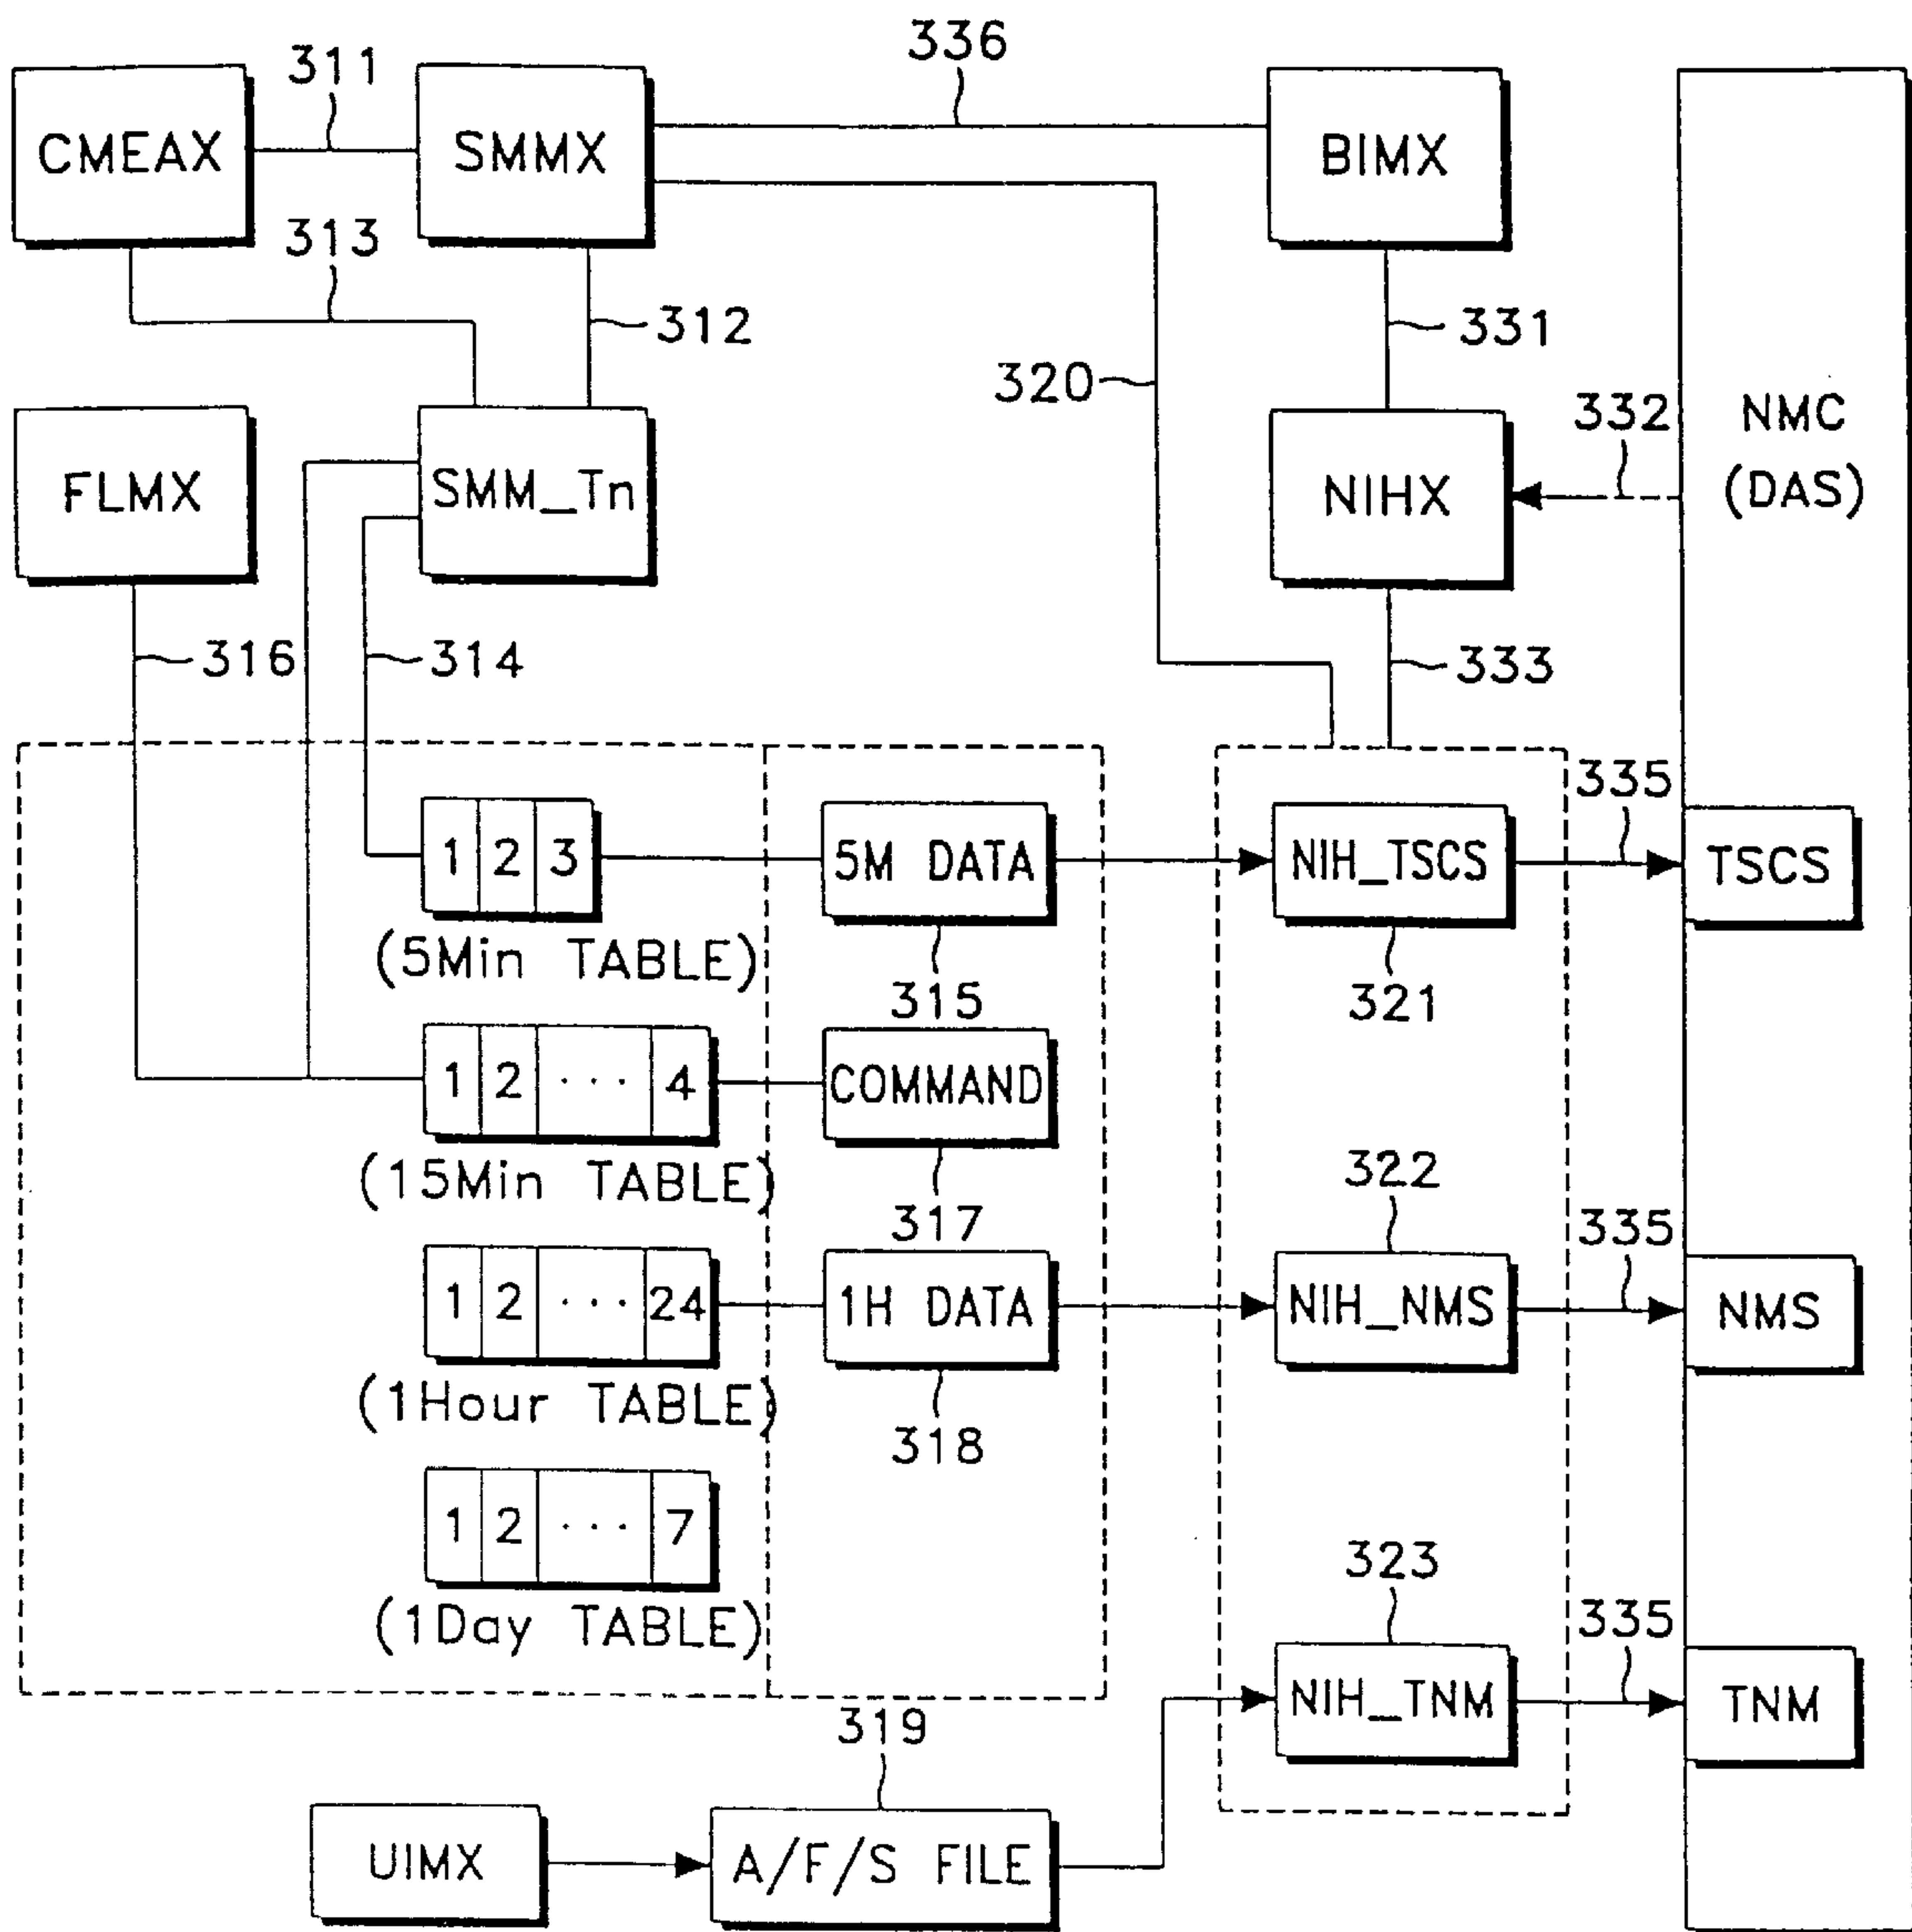 336
311
CMEAX
SMMX
BIMX
313
312
331
320
332
NMC
(DAS)
FLMX
SMM_Tn
NIHX
316
314
333
335
1 2 3
5M DATA
NIH_TSCS
TSCS
(5Min TABLE)
315
321
1 2 ... 4
COMMAND
(15Min TABLE)
317
322
335
1 2 ... 24
1H DATA
NIH_NMS
NMS
(1Hour TABLE)
318
1 2 ... 7
(1Day TABLE)
323
335
NIH_TNM
TNM
319
UIMX
A/F/S FILE